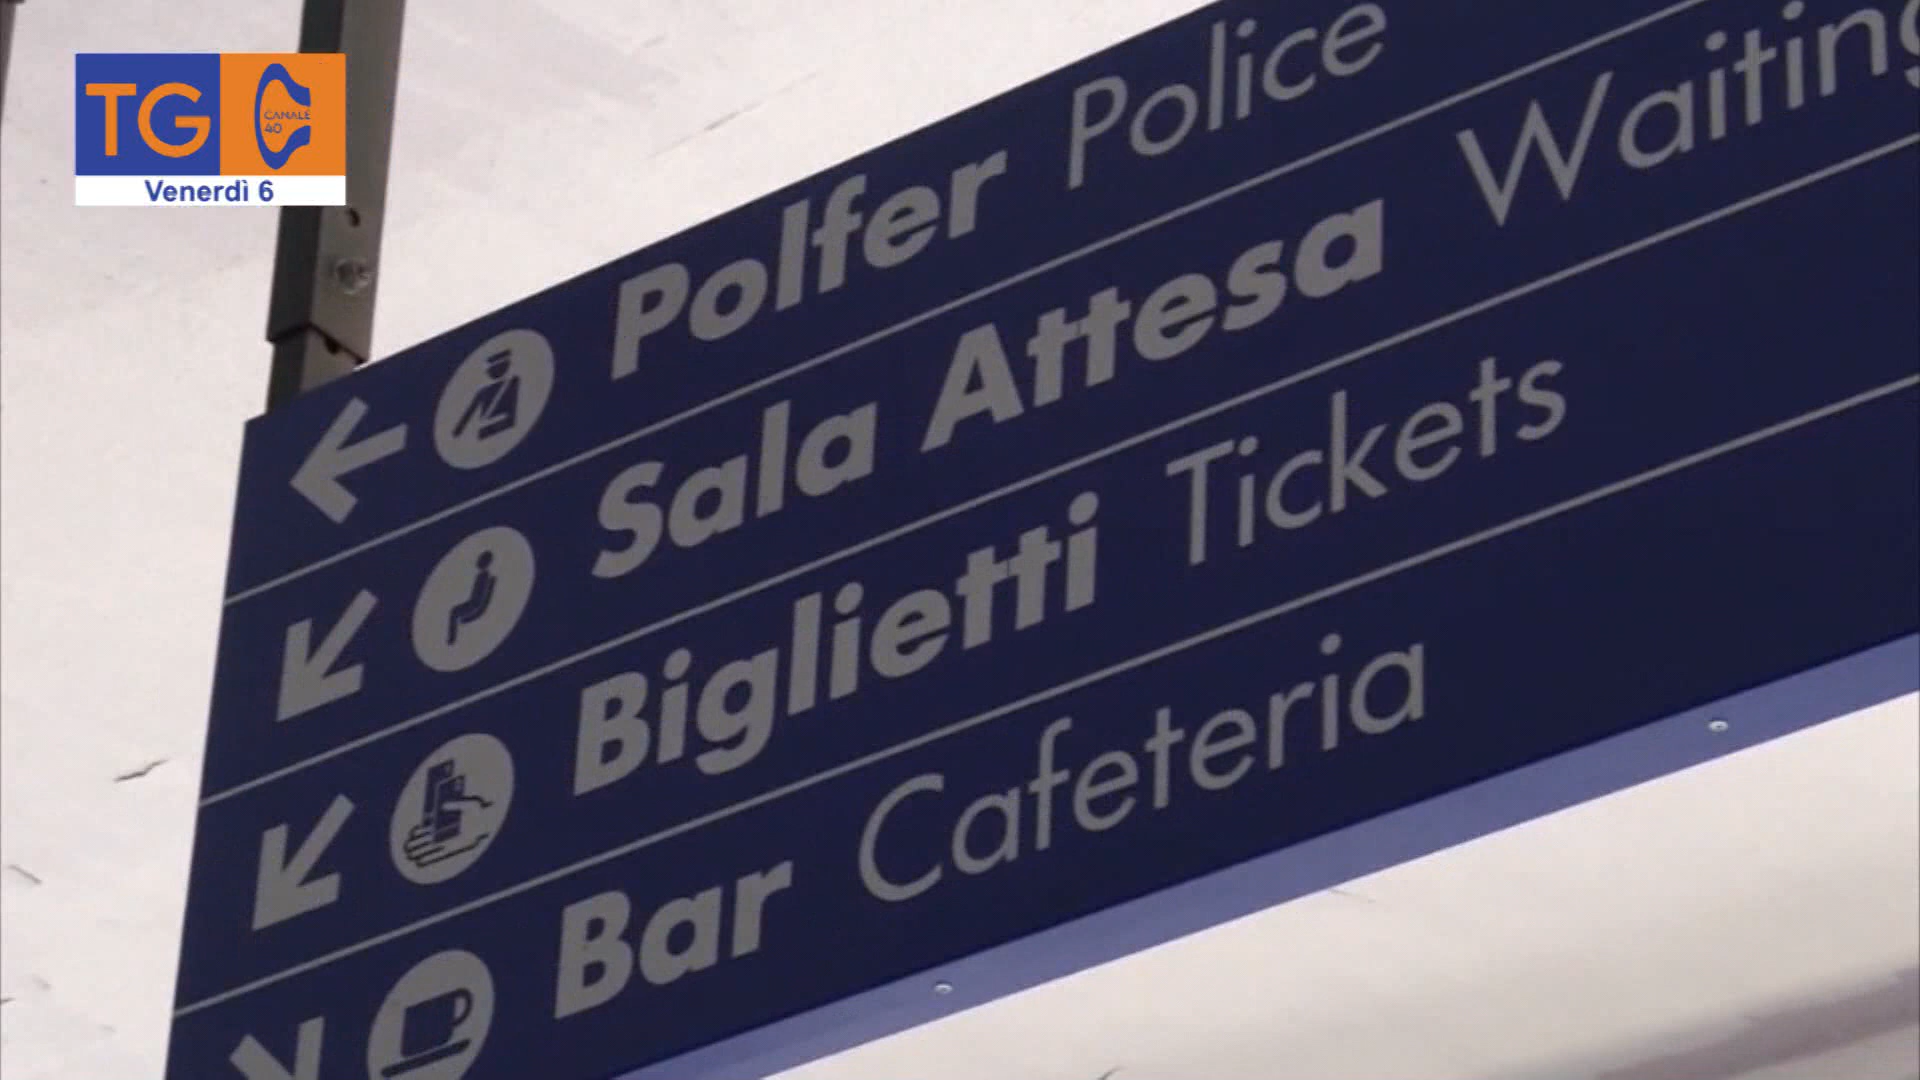 TG
CANALE
40
Venerdì 6
Polfer Police
Sala Attesa Waiting
Biglietti Tickets
Bar Cafeteria